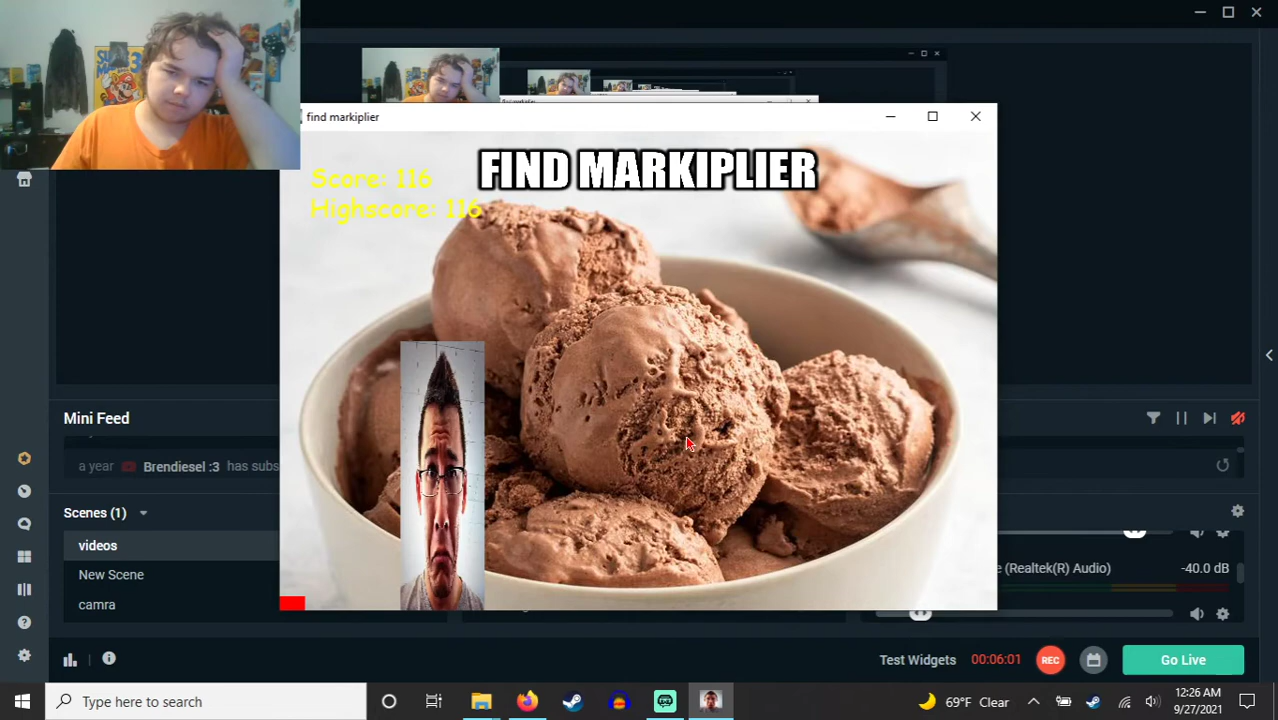 find markiplier
FIND MARKIPLIER
Score: 116
Highscore: 116
Mini Feed
a year Brendiesel :3 has subs
Scenes (1)
videos
New Scene
camra
(Realtek(R) Audio) -40.0 dB
Test Widgets 00:06:01 REC Go Live
Type here to search
69°F Clear
12:26 AM
9/27/2021